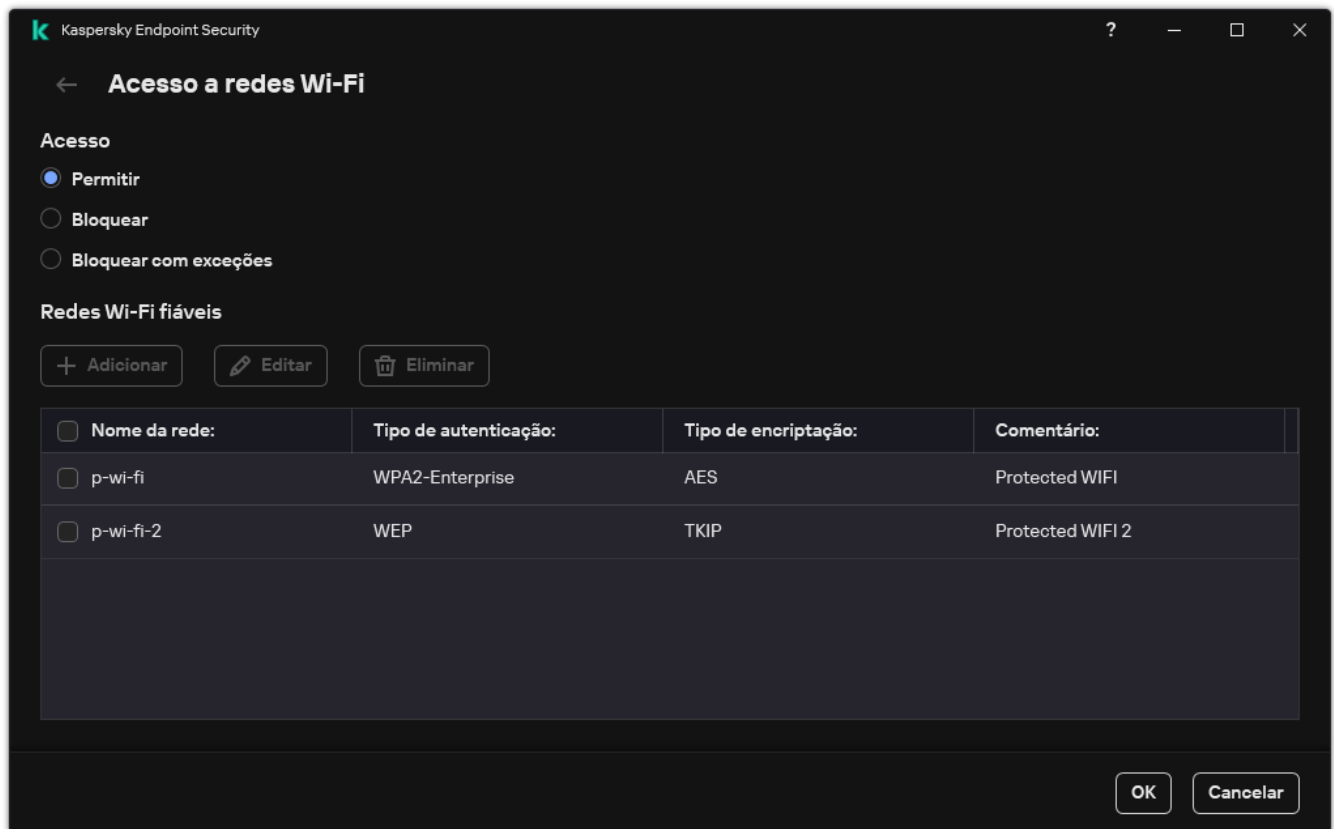 Kaspersky Endpoint Security ?
Acesso a redes Wi-Fi
Acesso
Permitir
Bloquear
Bloquear com exceções
Redes Wi-Fi fiáveis
Adicionar Editar Eliminar
Nome da rede: Tipo de autenticação: Tipo de encriptação: Comentário:
p-wi-fi WPA2-Enterprise AES Protected WIFI
p-wi-fi-2 WEP TKIP Protected WIFI 2
OK Cancelar